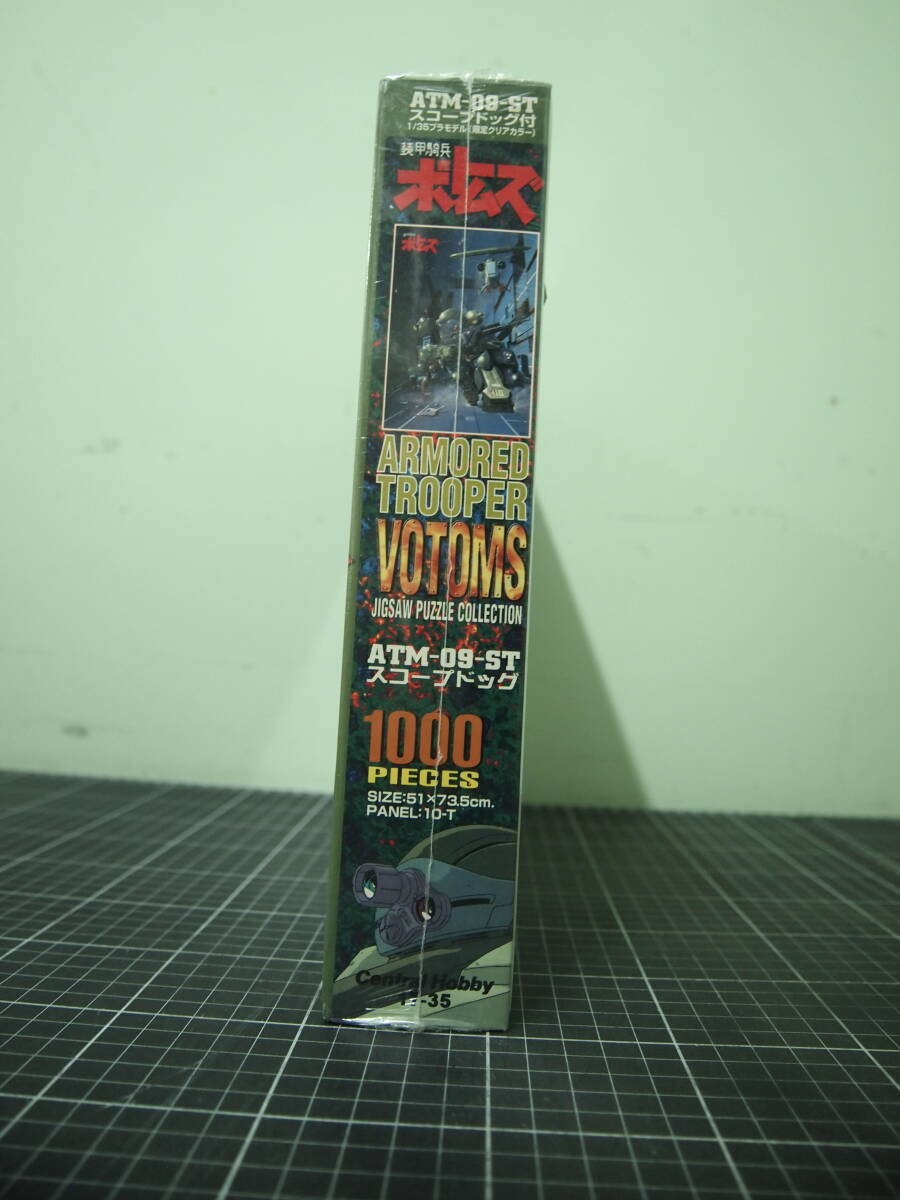 ATM-09-ST
スコープドッグ付
1/35プラモデル(限定クリアカラー)
装甲騎兵
ボトムズ
ボトムズ
ARMORED
TROOPER
VOTOMS
JIGSAW PUZZLE COLLECTION
ATM-09-ST
スコープドッグ
1000
PIECES
SIZE:51×73.5cm.
PANEL:10-T
Central Hobby